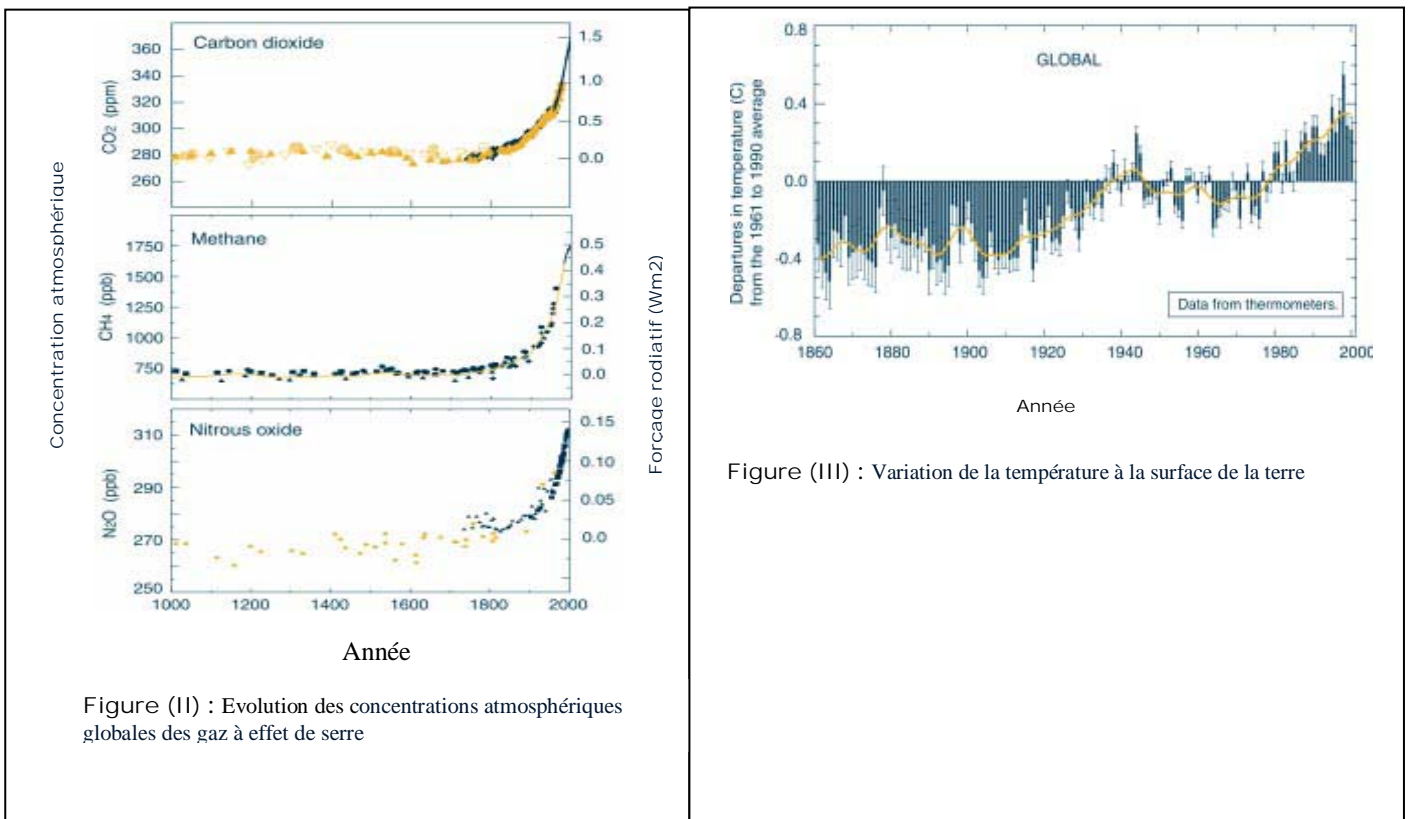 Concentration atmosphérique
Carbon dioxide
CO2 (ppm)
360
340
320
300
280
260
1.5
1.0
0.5
0.0
Methane
CH4 (ppb)
1750
1500
1250
1000
750
0.5
0.4
0.3
0.2
0.1
0.0
Nitrous oxide
N2O (ppb)
310
290
270
250
0.15
0.10
0.05
0.0
Forçage rodiatif (Wm2)
1000 1200 1400 1600 1800 2000
Année
Figure (II) : Evolution des concentrations atmosphériques
globales des gaz à effet de serre
GLOBAL
Departures in temperature (C)
from the 1961 to 1990 average
0.8
0.4
0.0
-0.4
-0.8
Data from thermometers.
1860 1880 1900 1920 1940 1960 1980 2000
Année
Figure (III) : Variation de la température à la surface de la terre